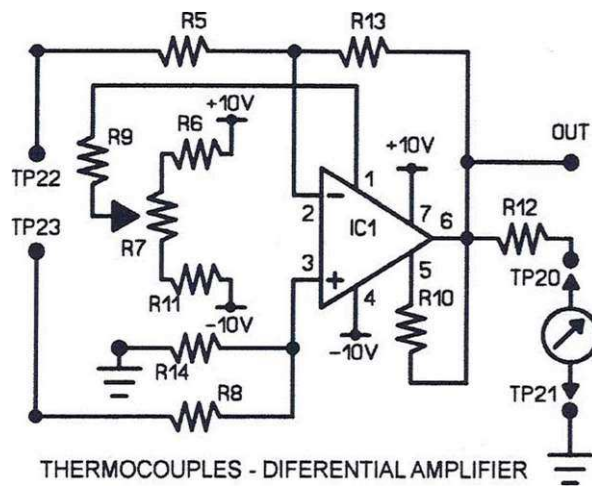 R5
R13
+10V
R6
R9
+10V
OUT
TP22
1
2
IC1
7
6
R12
TP23
R7
3
5
R10
TP20
R11
4
-10V
-10V
R14
TP21
R8
THERMOCOUPLES - DIFERENTIAL AMPLIFIER